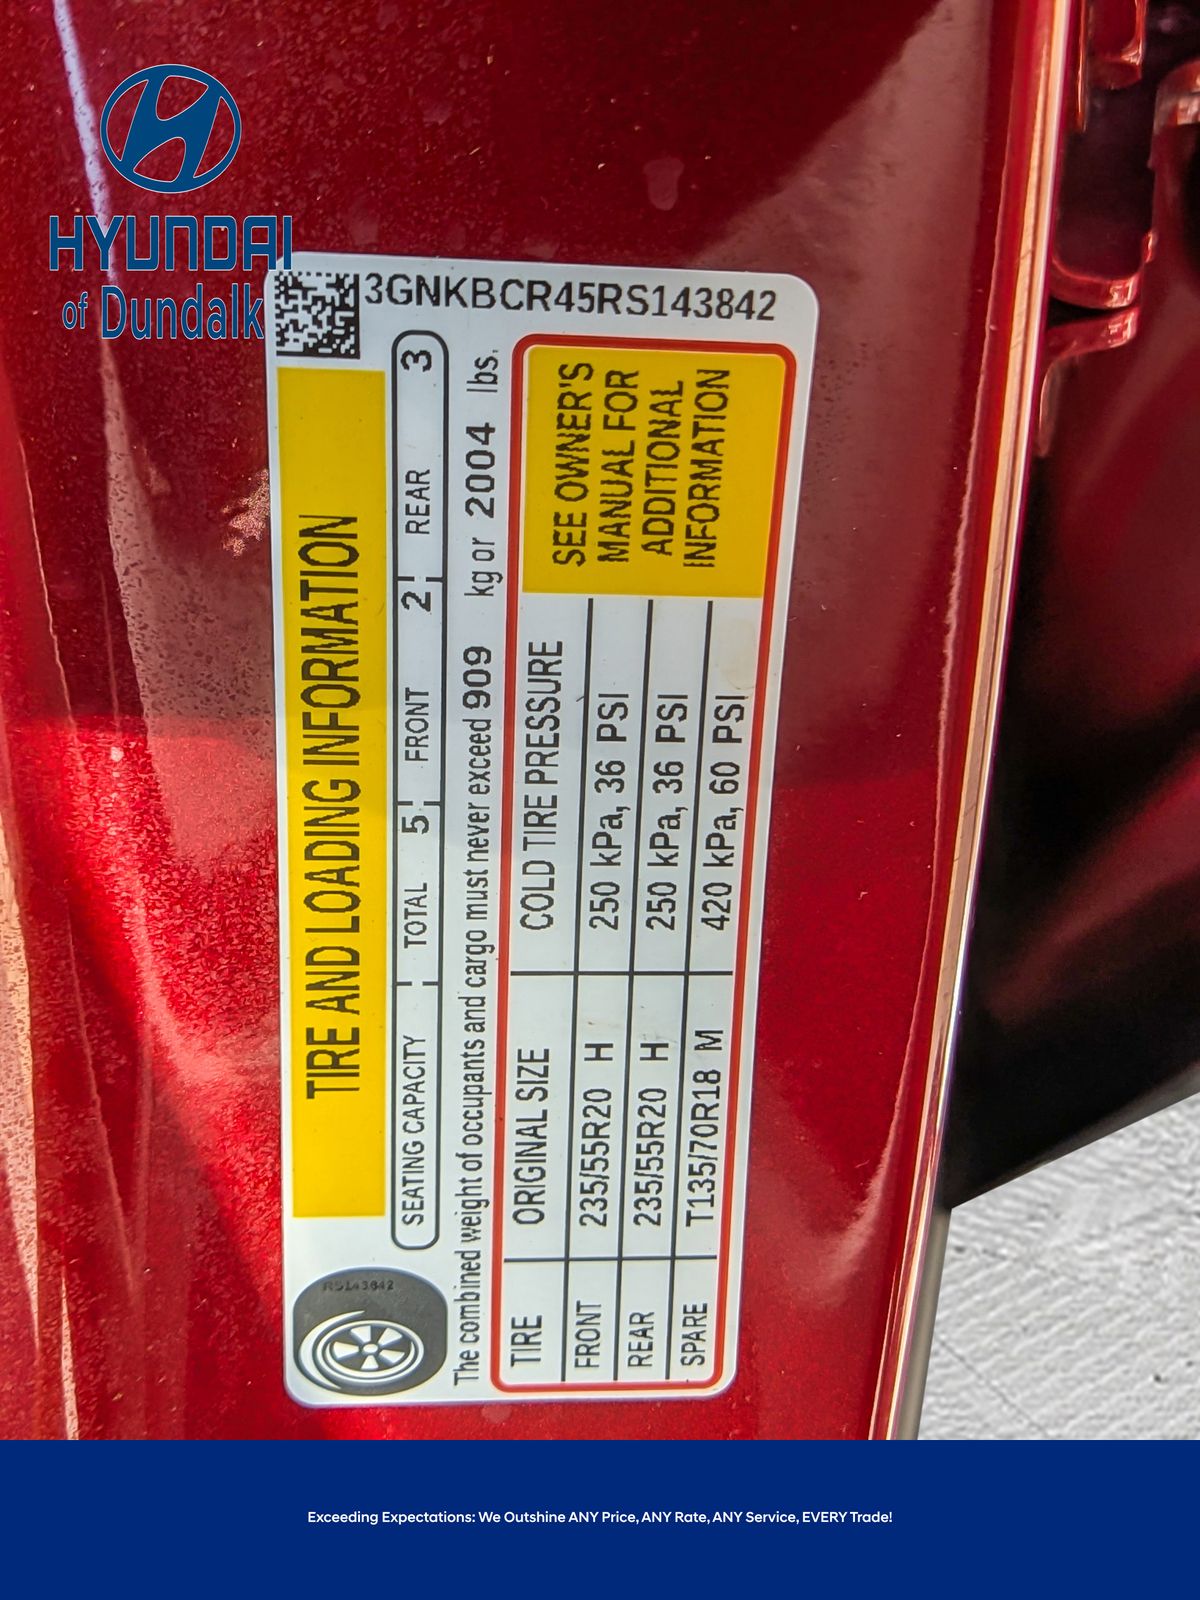 HYUNDAI
of Dundalk
3GNKBCR45RS143842
TIRE AND LOADING INFORMATION
SEATING CAPACITY TOTAL 5 FRONT 2 REAR 3
The combined weight of occupants and cargo must never exceed 909 kg or 2004 lbs.
TIRE ORIGINAL SIZE COLD TIRE PRESSURE
FRONT 235/55R20 H 250 kPa, 36 PSI
REAR 235/55R20 H 250 kPa, 36 PSI
SPARE T135/70R18 M 420 kPa, 60 PSI
SEE OWNER'S
MANUAL FOR
ADDITIONAL
INFORMATION
RS143842
Exceeding Expectations: We Outshine ANY Price, ANY Rate, ANY Service, EVERY Trade!